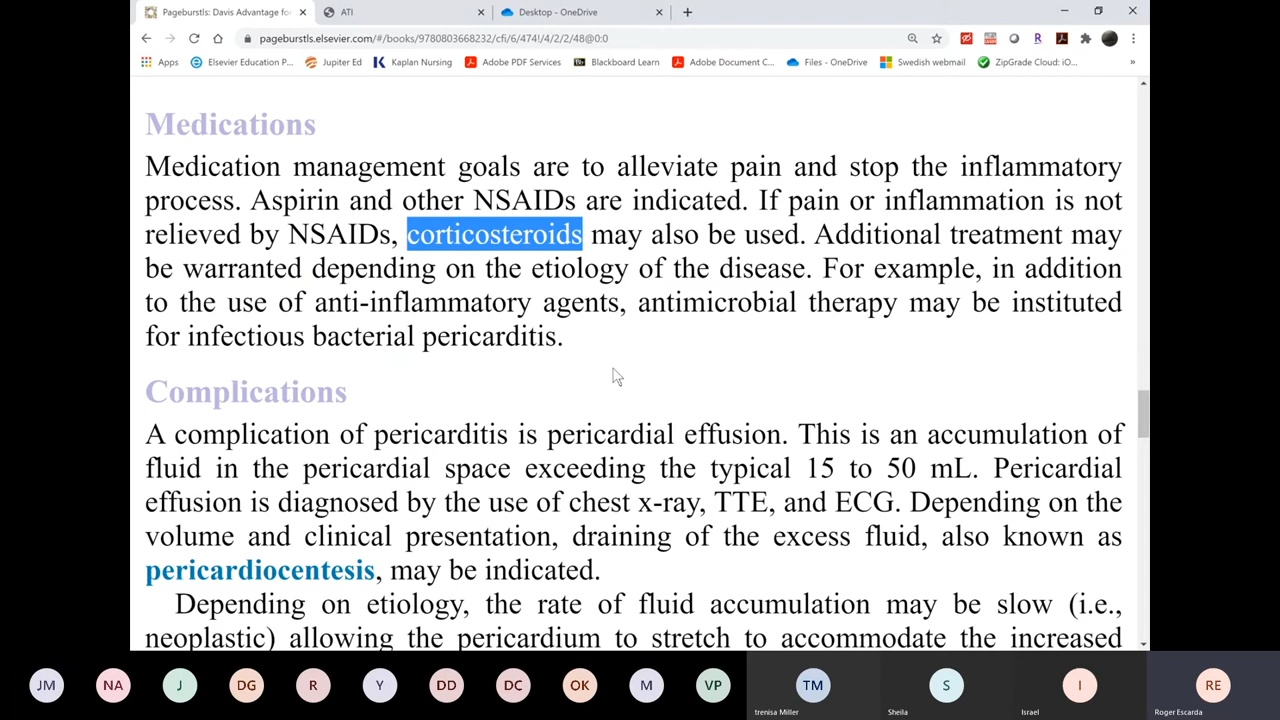 Pageburstls: Davis Advantage for
ATI
Desktop - OneDrive
pageburstls.elsevier.com/#/books/9780803668232/cfi/6/474!/4/2/2/48@0:0
Apps
Elsevier Education P...
Jupiter Ed
Kaplan Nursing
Adobe PDF Services
Blackboard Learn
Adobe Document C...
Files - OneDrive
Swedish webmail
ZipGrade Cloud: iO...
»
Medications
Medication management goals are to alleviate pain and stop the inflammatory
process. Aspirin and other NSAIDs are indicated. If pain or inflammation is not
relieved by NSAIDs, corticosteroids may also be used. Additional treatment may
be warranted depending on the etiology of the disease. For example, in addition
to the use of anti-inflammatory agents, antimicrobial therapy may be instituted
for infectious bacterial pericarditis.
Complications
A complication of pericarditis is pericardial effusion. This is an accumulation of
fluid in the pericardial space exceeding the typical 15 to 50 mL. Pericardial
effusion is diagnosed by the use of chest x-ray, TTE, and ECG. Depending on the
volume and clinical presentation, draining of the excess fluid, also known as
pericardiocentesis, may be indicated.
Depending on etiology, the rate of fluid accumulation may be slow (i.e.,
neoplastic) allowing the pericardium to stretch to accommodate the increased
JM
NA
J
DG
R
Y
DD
DC
OK
M
VP
TM
S
I
RE
trenisa Miller
Sheila
Israel
Roger Escarda